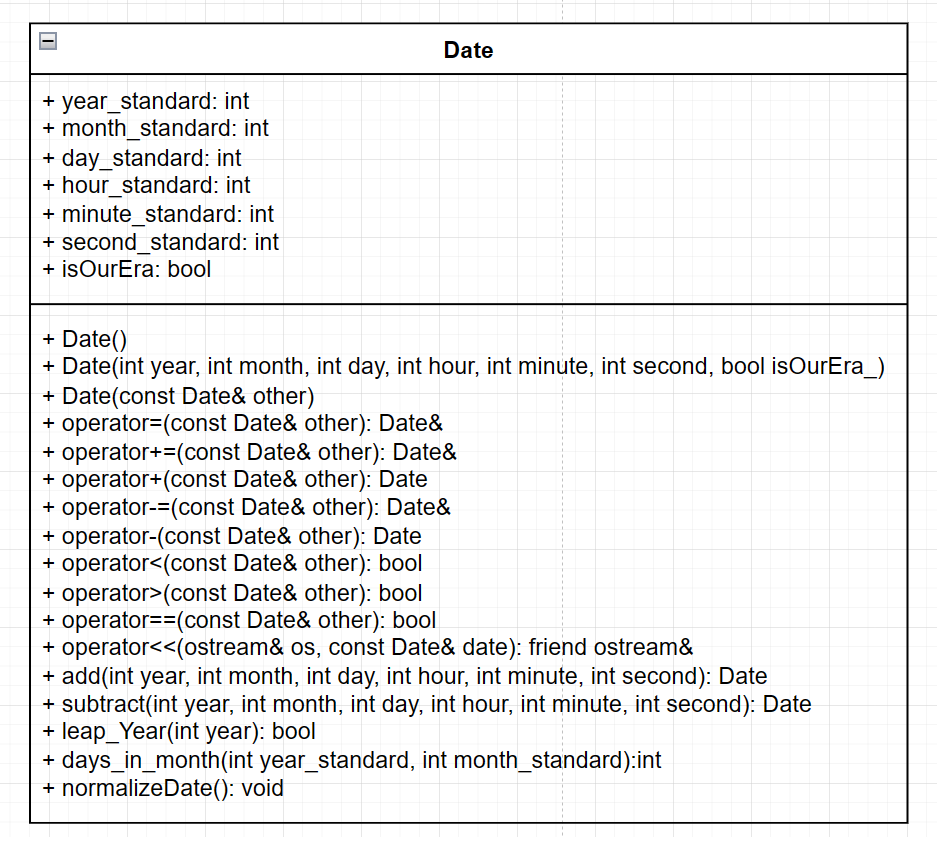 Date
+ year_standard: int
+ month_standard: int
+ day_standard: int
+ hour_standard: int
+ minute_standard: int
+ second_standard: int
+ isOurEra: bool
+ Date()
+ Date(int year, int month, int day, int hour, int minute, int second, bool isOurEra_)
+ Date(const Date& other)
+ operator=(const Date& other): Date&
+ operator+=(const Date& other): Date&
+ operator+(const Date& other): Date
+ operator-=(const Date& other): Date&
+ operator-(const Date& other): Date
+ operator<(const Date& other): bool
+ operator>(const Date& other): bool
+ operator==(const Date& other): bool
+ operator<<(ostream& os, const Date& date): friend ostream&
+ add(int year, int month, int day, int hour, int minute, int second): Date
+ subtract(int year, int month, int day, int hour, int minute, int second): Date
+ leap_Year(int year): bool
+ days_in_month(int year_standard, int month_standard):int
+ normalizeDate(): void